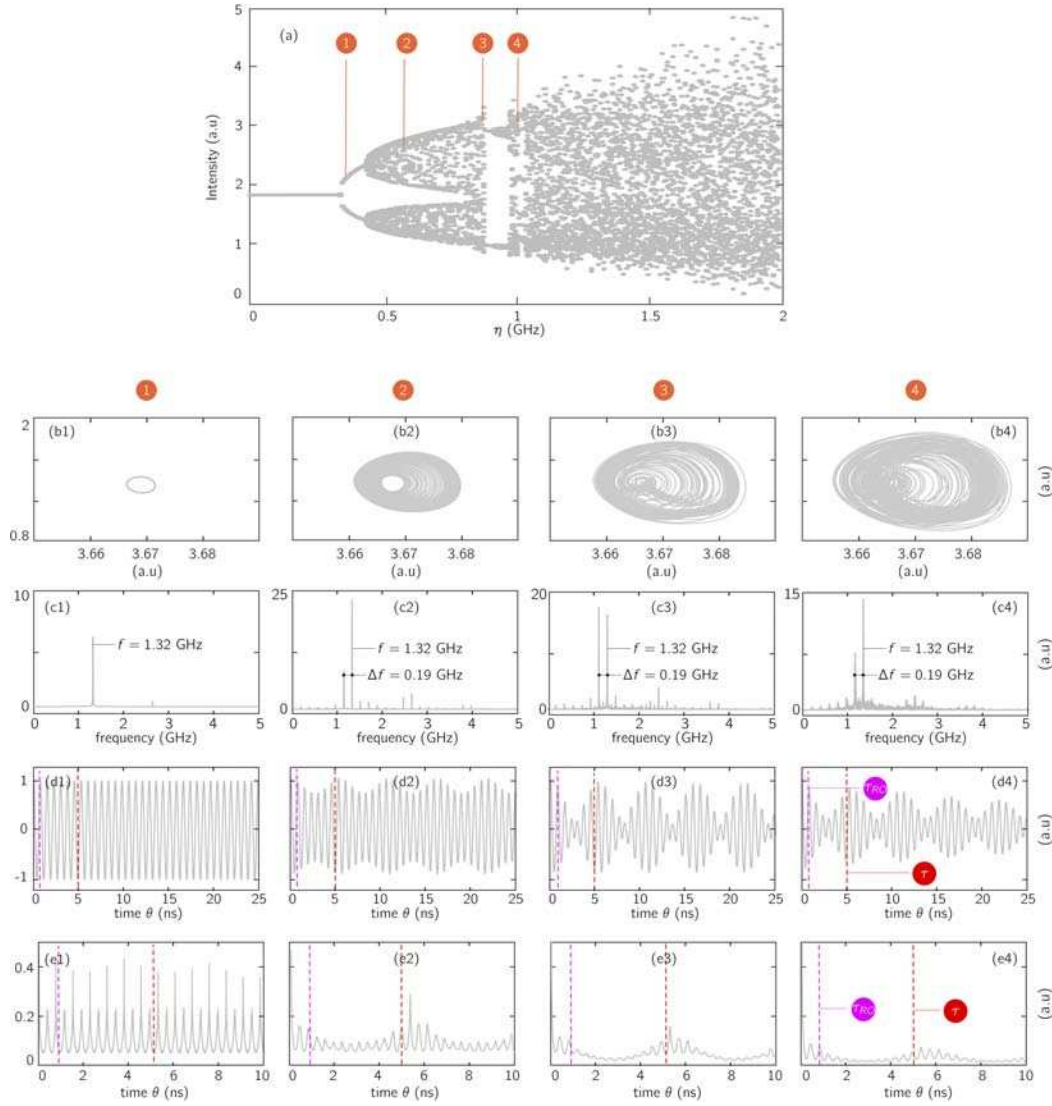 5
(a)
1 2 3 4
4
3
Intensity (a.u)
2
1
0
0 0.5 1 1.5 2
η (GHz)
1 2 3 4
2
(b1) (b2) (b3) (b4)
(a.u)
0.8
3.66 3.67 3.68 3.66 3.67 3.68 3.66 3.67 3.68 3.66 3.67 3.68
(a.u) (a.u) (a.u) (a.u)
10 25 20 15
(c1) (c2) (c3) (c4)
f = 1.32 GHz f = 1.32 GHz f = 1.32 GHz f = 1.32 GHz
(a.u)
Δf = 0.19 GHz Δf = 0.19 GHz Δf = 0.19 GHz
0 0 0 0
0 1 2 3 4 5 0 1 2 3 4 5 0 1 2 3 4 5 0 1 2 3 4 5
frequency (GHz) frequency (GHz) frequency (GHz) frequency (GHz)
1
(d1) (d2) (d3) (d4)
τRO
0
(a.u)
τ
-1
0 5 10 15 20 25 0 5 10 15 20 25 0 5 10 15 20 25 0 5 10 15 20 25
time θ (ns) time θ (ns) time θ (ns) time θ (ns)
(e1) (e2) (e3) (e4)
0.4
0.2
τRO τ
(a.u)
0
0 2 4 6 8 10 0 2 4 6 8 10 0 2 4 6 8 10 0 2 4 6 8 10
time θ (ns) time θ (ns) time θ (ns) time θ (ns)